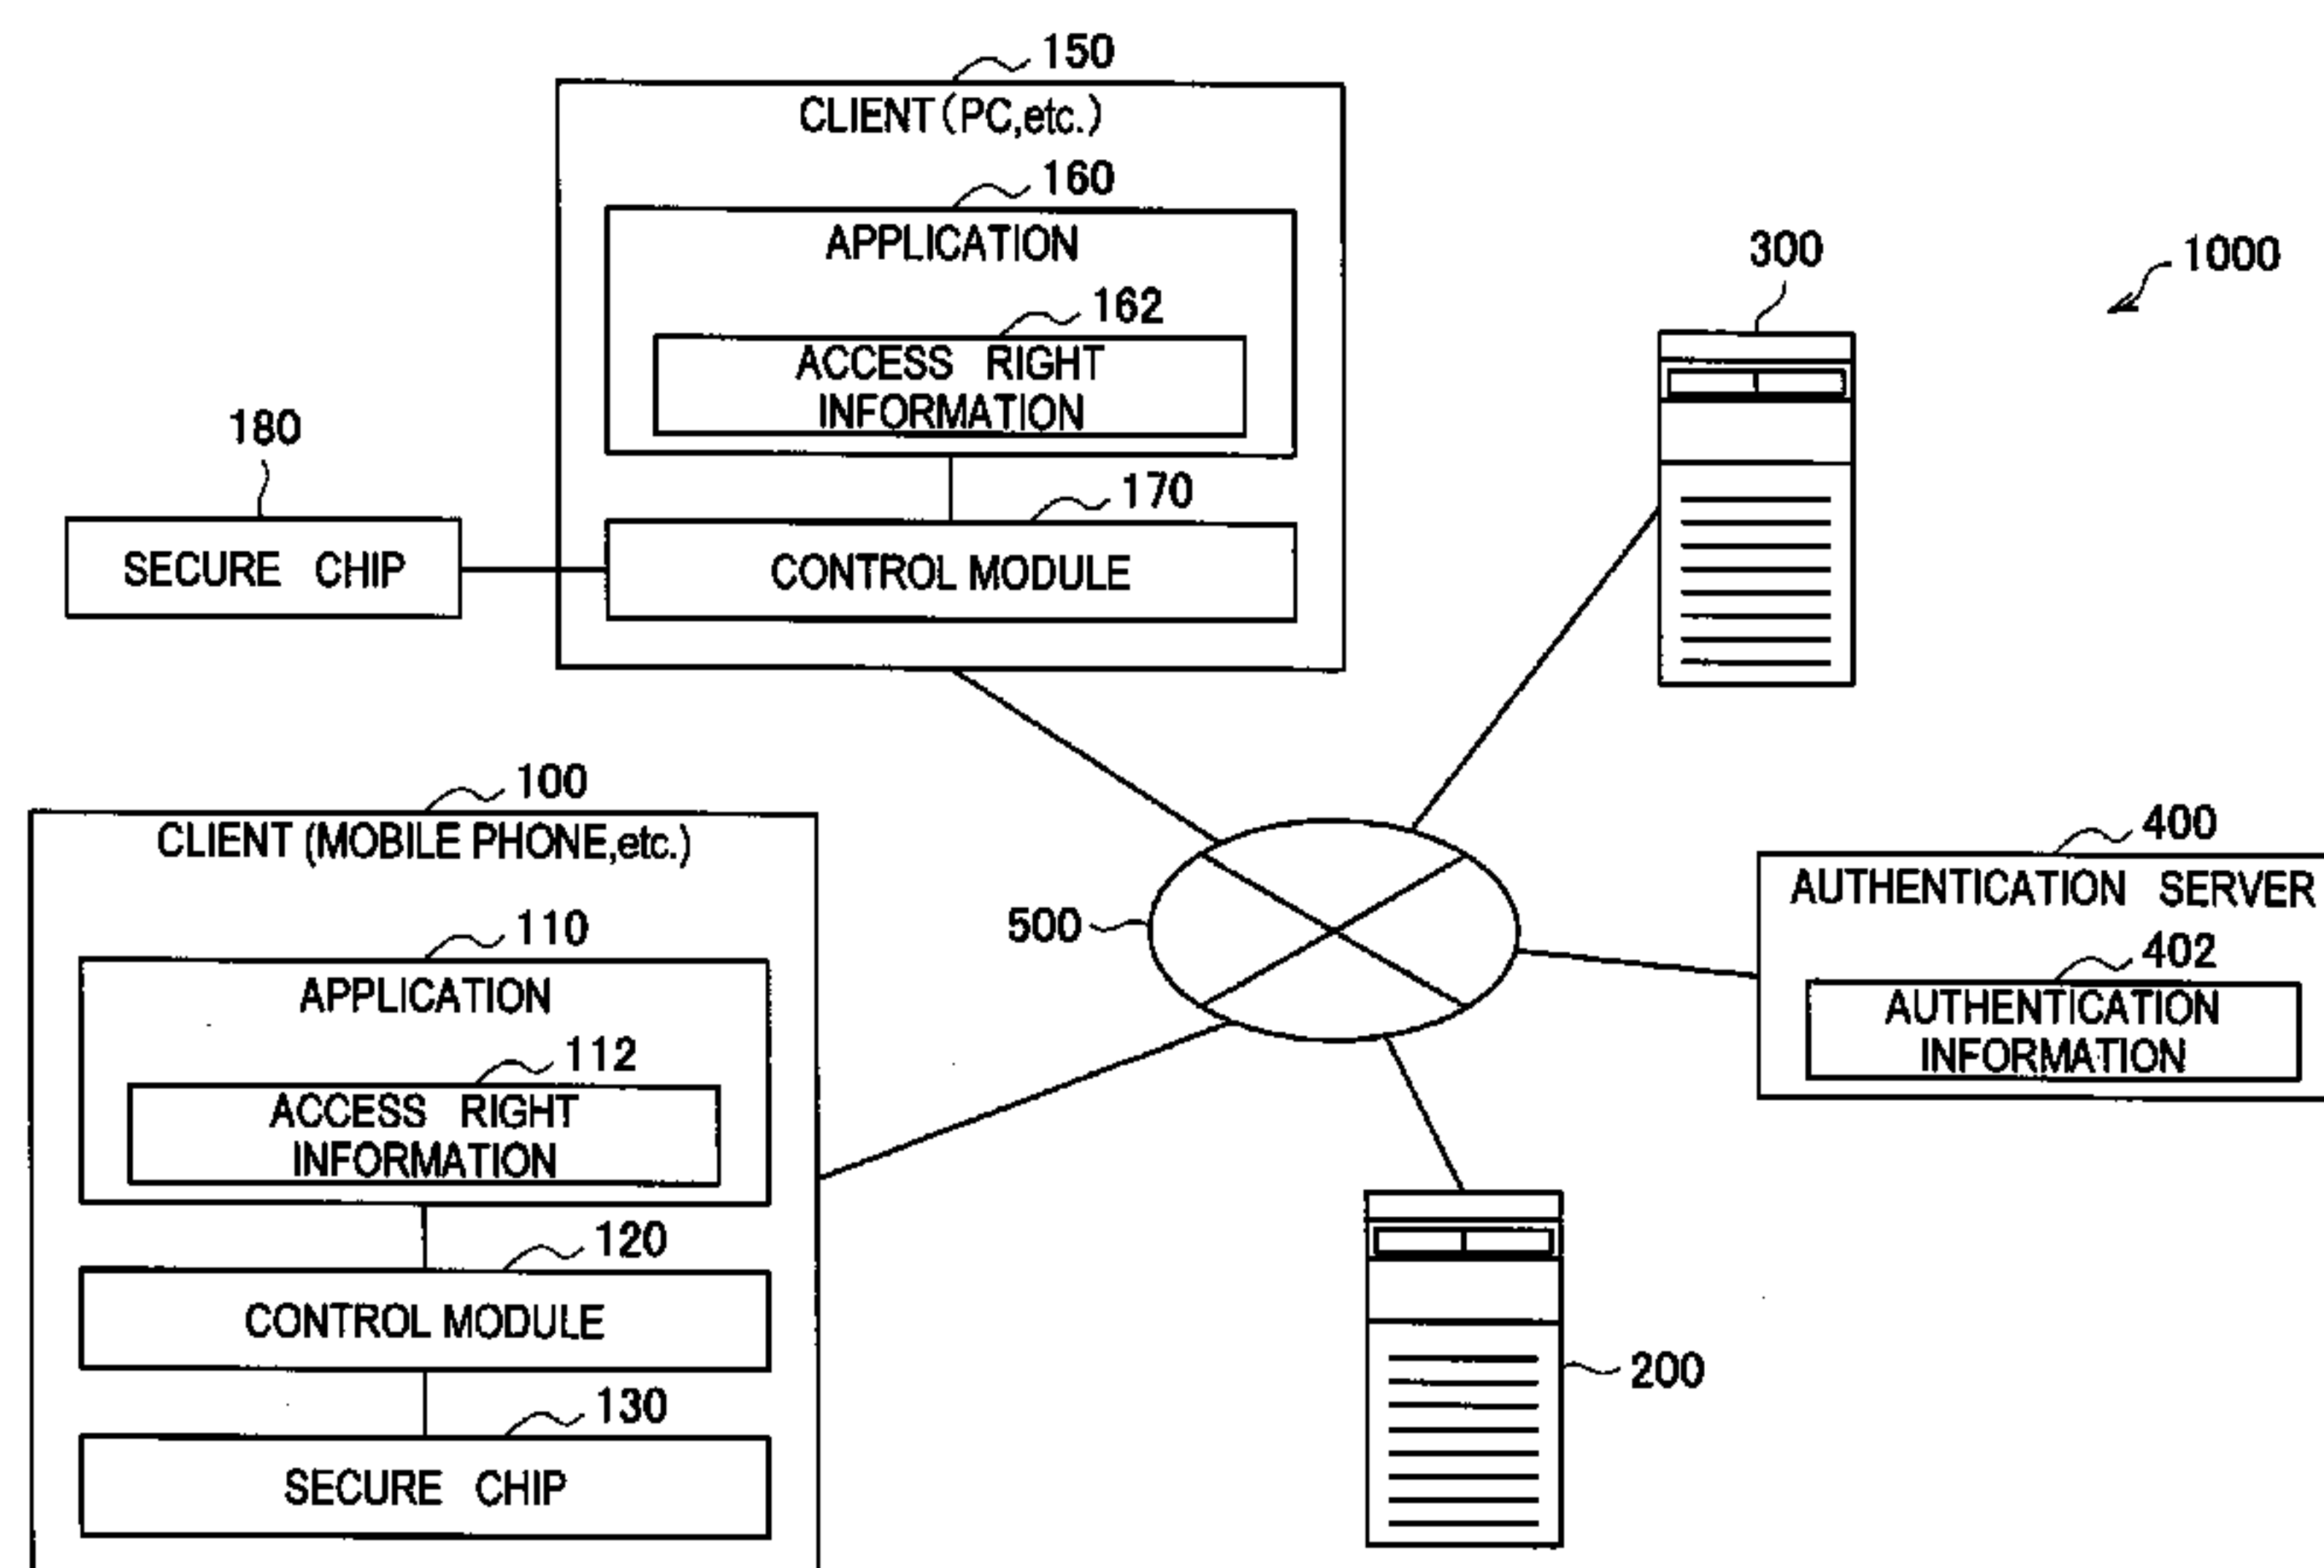 150
CLIENT(PC,etc.)
160
APPLICATION
162
ACCESS RIGHT
INFORMATION
180
170
SECURE CHIP
CONTROL MODULE
300
1000
100
CLIENT (MOBILE PHONE,etc.)
110
APPLICATION
112
ACCESS RIGHT
INFORMATION
120
CONTROL MODULE
130
SECURE CHIP
500
400
AUTHENTICATION SERVER
402
AUTHENTICATION
INFORMATION
200